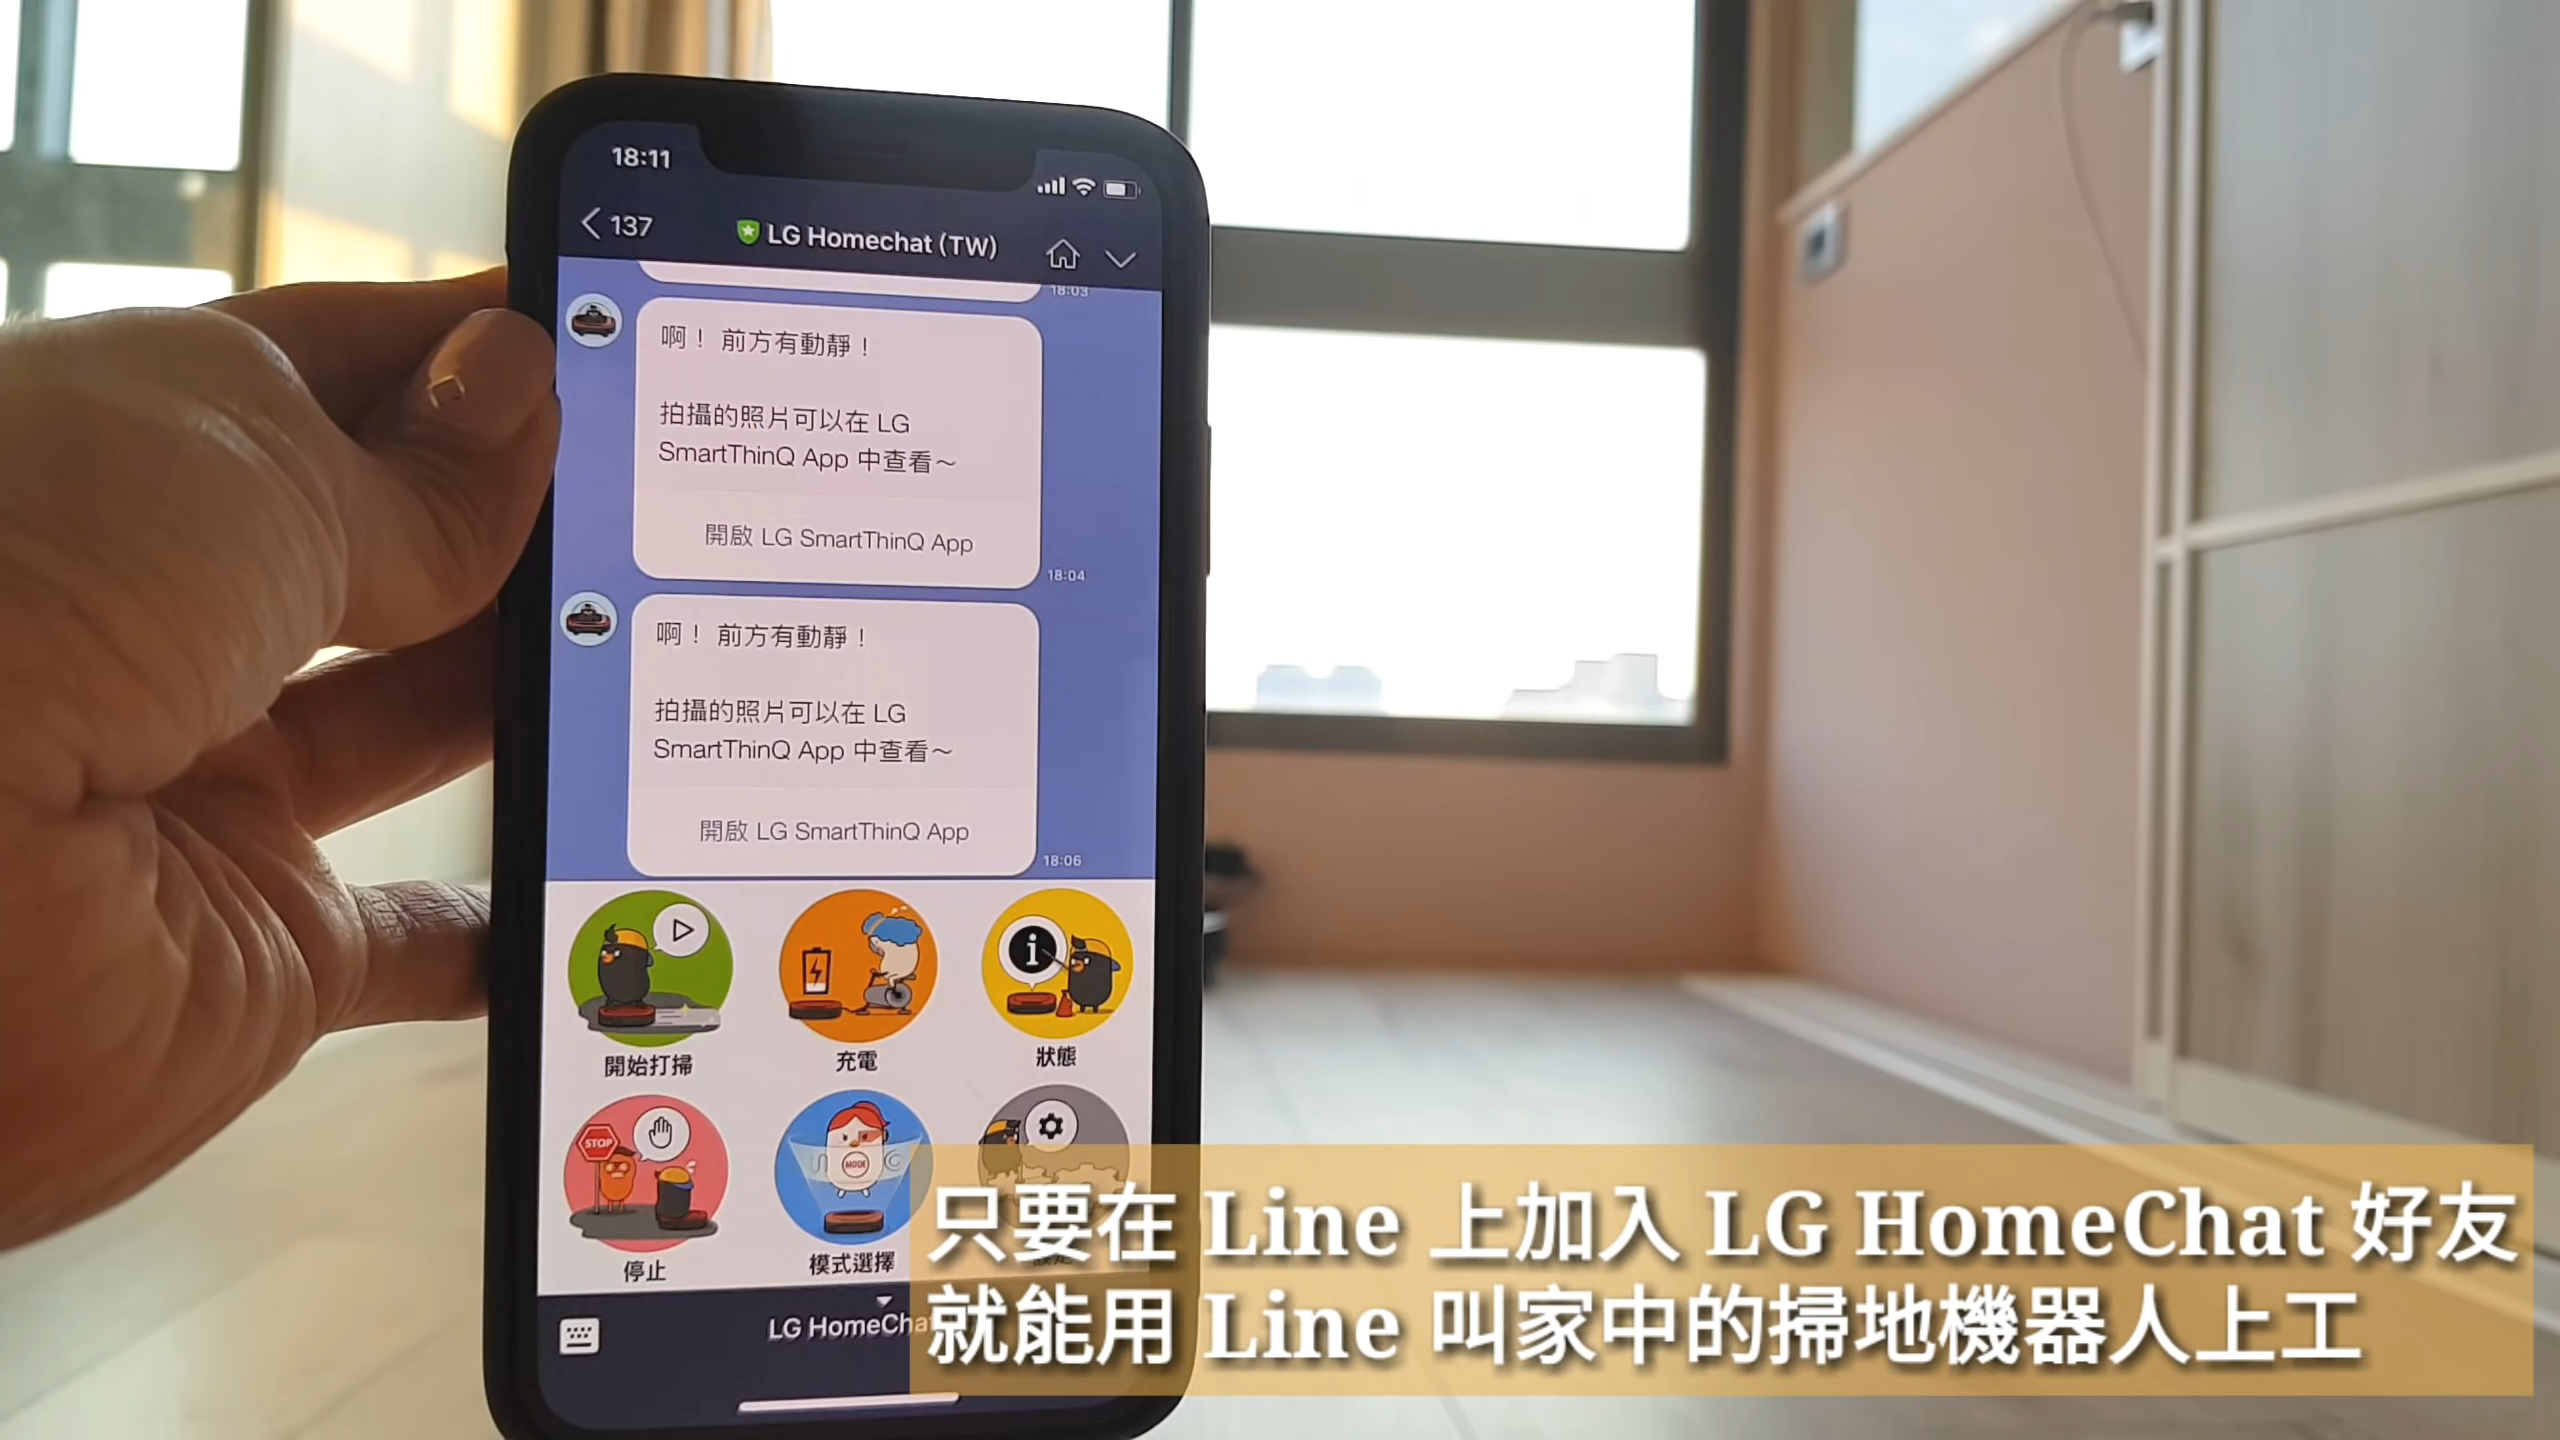 18:11
137
LG Homechat (TW)
18:03
啊！ 前方有動靜！
拍攝的照片可以在 LG
SmartThinQ App 中查看～
開啟 LG SmartThinQ App
18:04
啊！ 前方有動靜！
拍攝的照片可以在 LG
SmartThinQ App 中查看～
開啟 LG SmartThinQ App
18:06
i
開始打掃
充電
狀態
STOP
MODE
停止
模式選擇
設定
LG HomeCha
只要在 Line 上加入 LG HomeChat 好友
就能用 Line 叫家中的掃地機器人上工